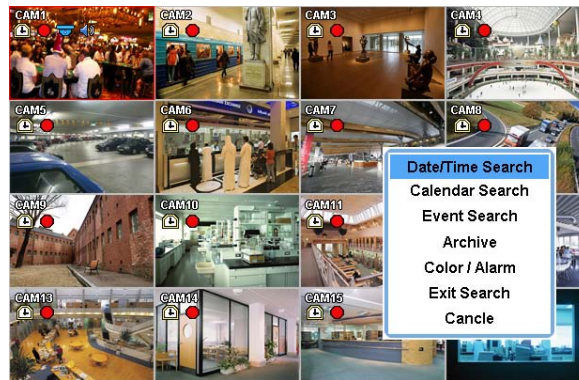 CAM1
CAM2
CAM3
CAM4
CAM5
CAM6
CAM7
CAM8
Date/Time Search
Calendar Search
Event Search
Archive
Color / Alarm
Exit Search
Cancle
CAM10
CAM11
CAM13
CAM14
CAM15